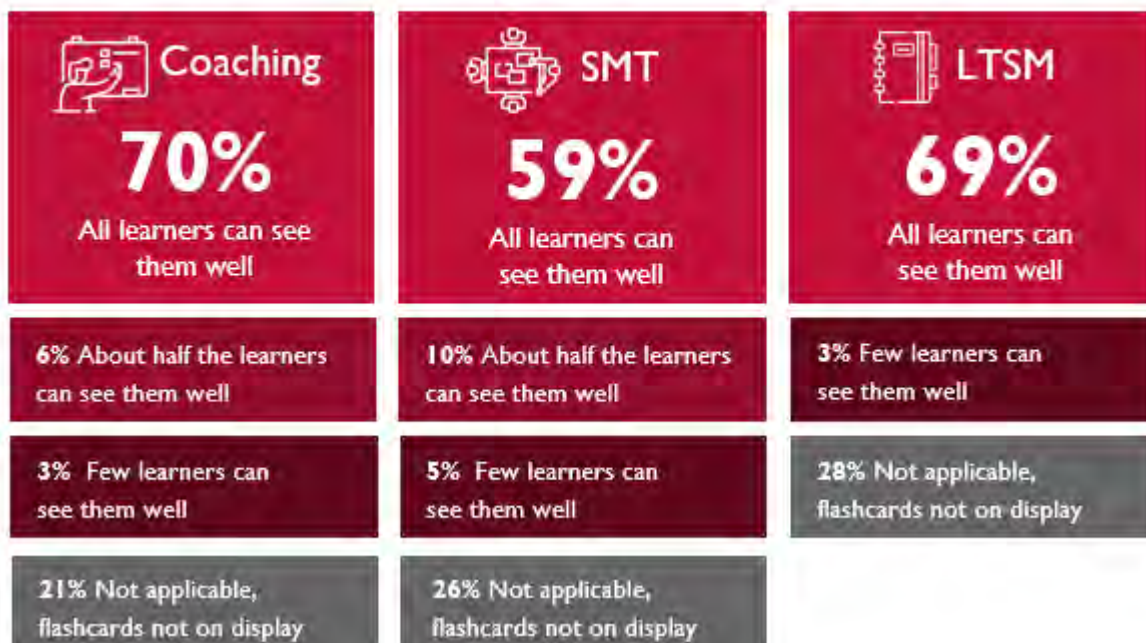 Coaching
70%
All learners can see
them well
6% About half the learners
can see them well
3% Few learners can
see them well
21% Not applicable,
flashcards not on display
SMT
59%
All learners can
see them well
10% About half the learners
can see them well
5% Few learners can
see them well
26% Not applicable,
flashcards not on display
LTSM
69%
All learners can
see them well
3% Few learners can
see them well
28% Not applicable,
flashcards not on display